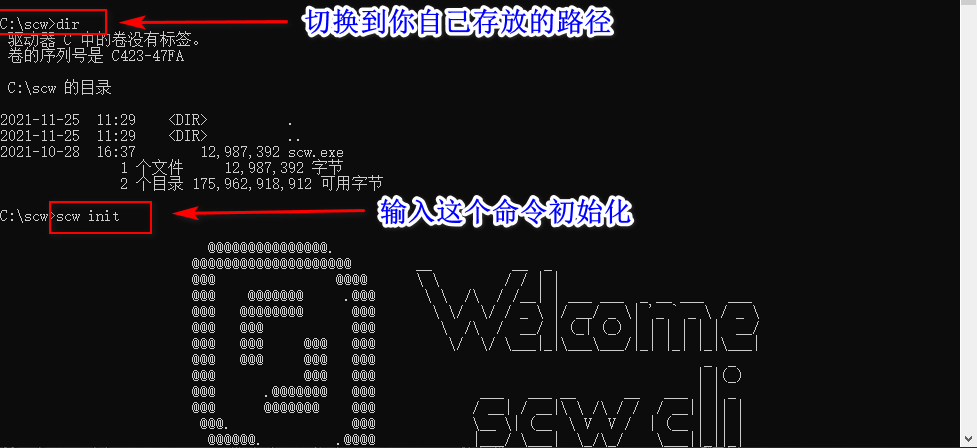 C:\scw>dir
切换到你自己存放的路径
驱动器 C 中的卷没有标签。
卷的序列号是 C423-47FA
C:\scw 的目录
2021-11-25  11:29    <DIR>          .
2021-11-25  11:29    <DIR>          ..
2021-10-28  16:37        12,987,392 scw.exe
1 个文件     12,987,392 字节
2 个目录 175,962,918,912 可用字节
C:\scw>scw init
输入这个命令初始化
Welcome
scw cli